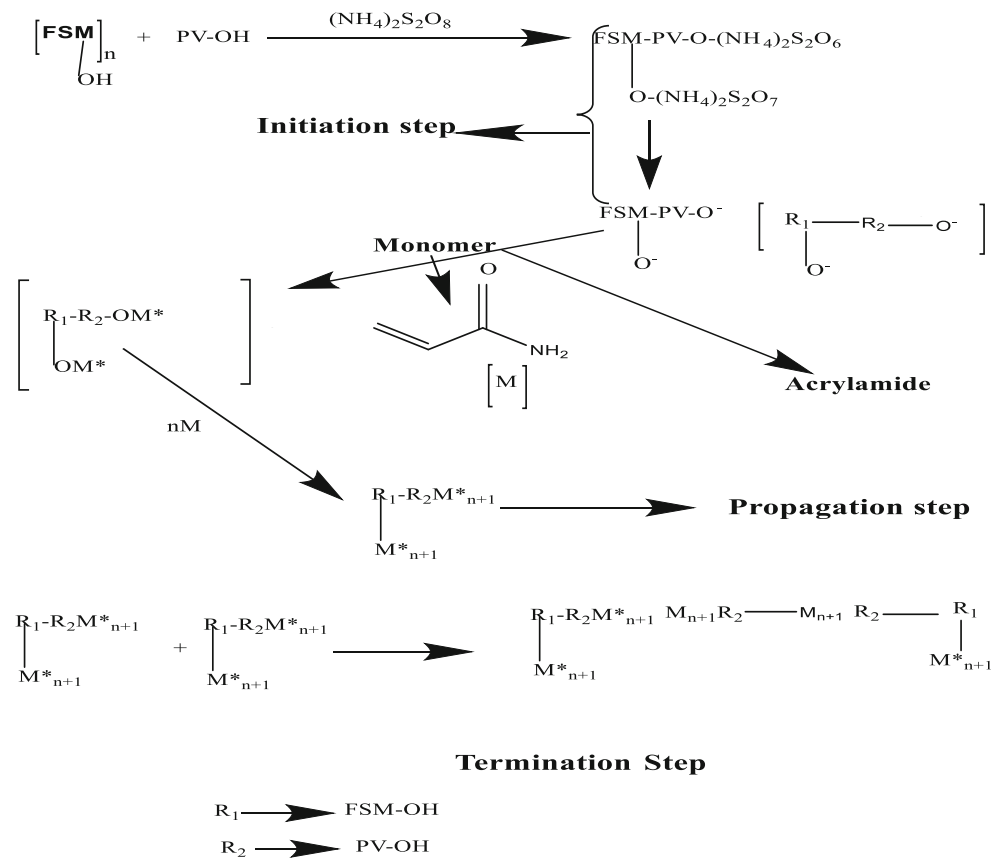 [FSM]n + PV-OH (NH4)2S2O8 FSM-PV-O-(NH4)2S2O6
OH
O-(NH4)2S2O7
Initiation step
FSM-PV-O- [R1 R2 O-]
O-
O-
Monomer
O
NH2
[M]
Acrylamide
R1-R2-OM*
OM*
nM
R1-R2M*n+1
Propagation step
M*n+1
R1-R2M*n+1 + R1-R2M*n+1 R1-R2M*n+1 Mn+1R2 Mn+1 R2 R1
M*n+1 M*n+1 M*n+1 M*n+1
Termination Step
R1 FSM-OH
R2 PV-OH